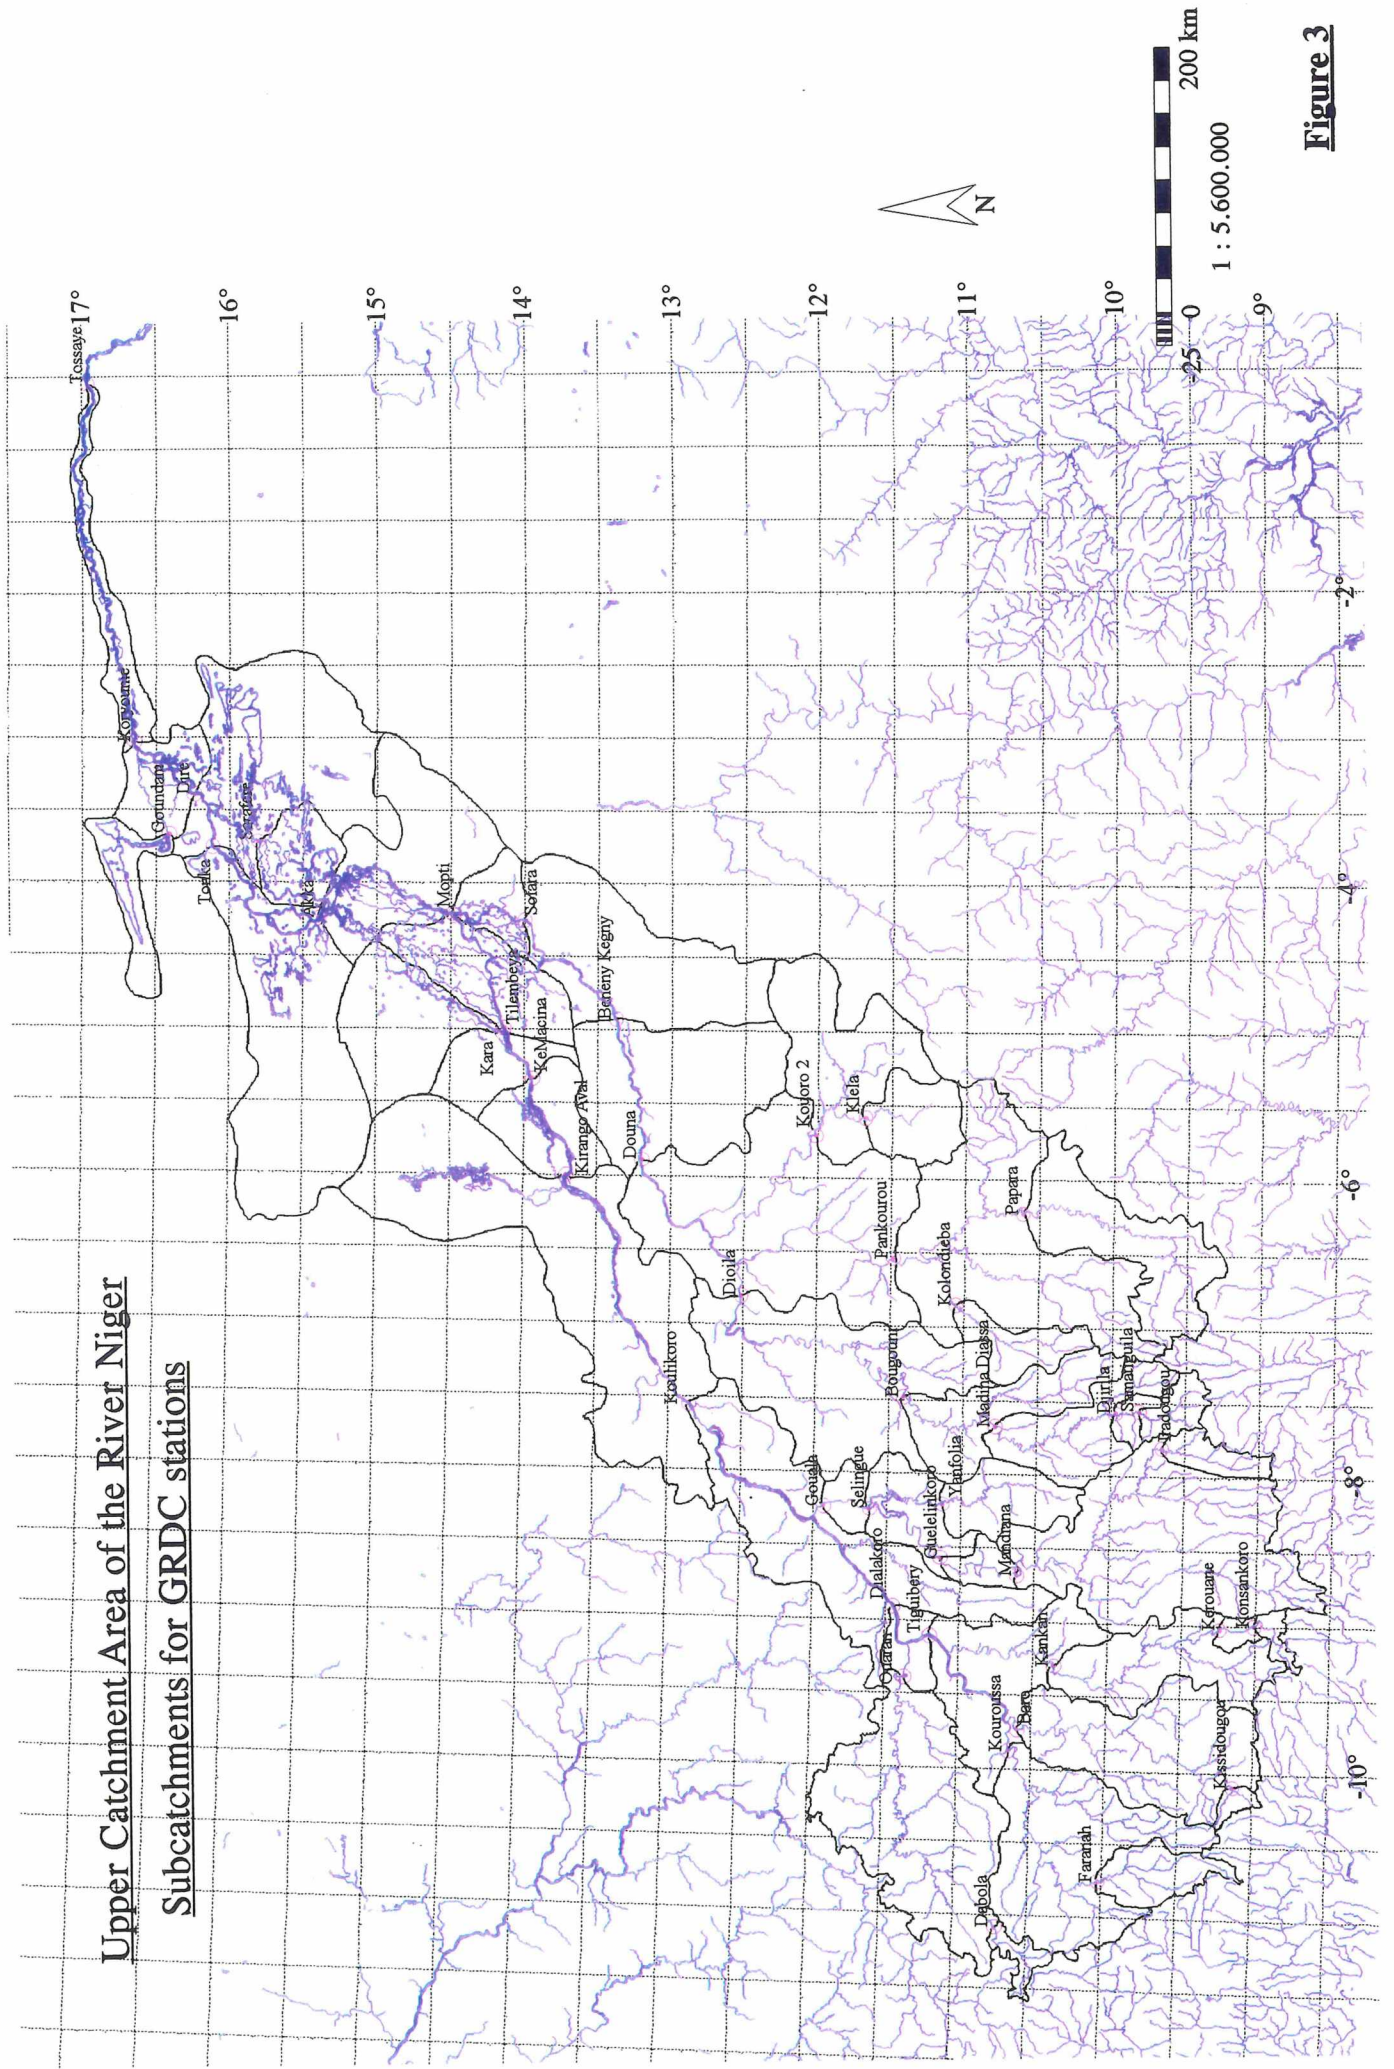 Upper Catchment Area of the River Niger
Subcatchments for GRDC stations
Tossaye
17°
Koryoume
Goundam
Dire
16°
Tonka
Sarafere
Akka
15°
Mopti
Sofara
14°
Tilembeya
Kara
KeMacina
Beneny Kegny
Kirango Aval
Douna
13°
Koulikoro
Dioila
12°
Kouoro 2
Klela
Pankourou
Bougouni
Kolondieba
Gouala
Selingue
Dialakoro
Tiguibery
Ouaran
Guelelinkoro
Yanfolia
Madina Diassa
11°
Papara
Mandiana
Kankan
Kouroussa
Baro
Dabola
10°
Djirila
Samanguila
Iradougou
Faranah
Kerouane
Konsankoro
Kissidougou
9°
-2°
-4°
-6°
-8°
-10°
N
-25
0
200 km
1 : 5.600.000
Figure 3